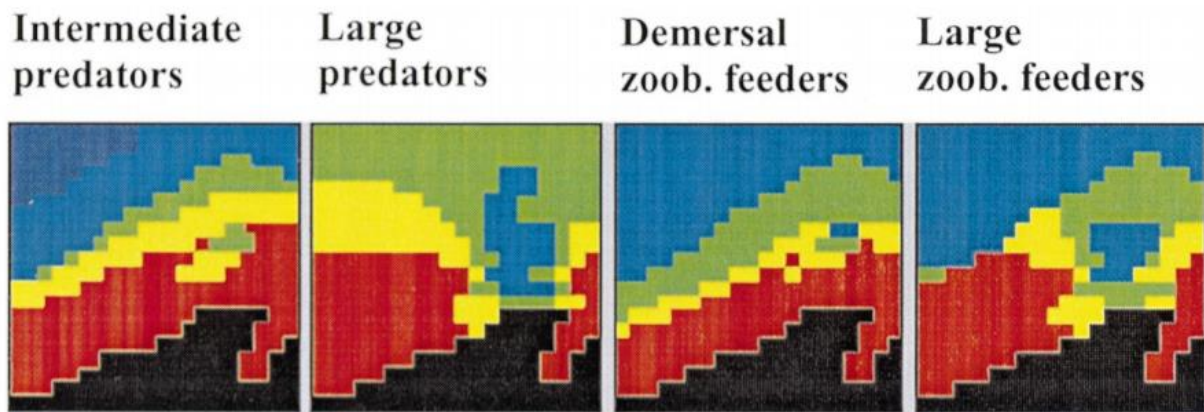 Intermediate
predators
Large
predators
Demersal
zoob. feeders
Large
zoob. feeders